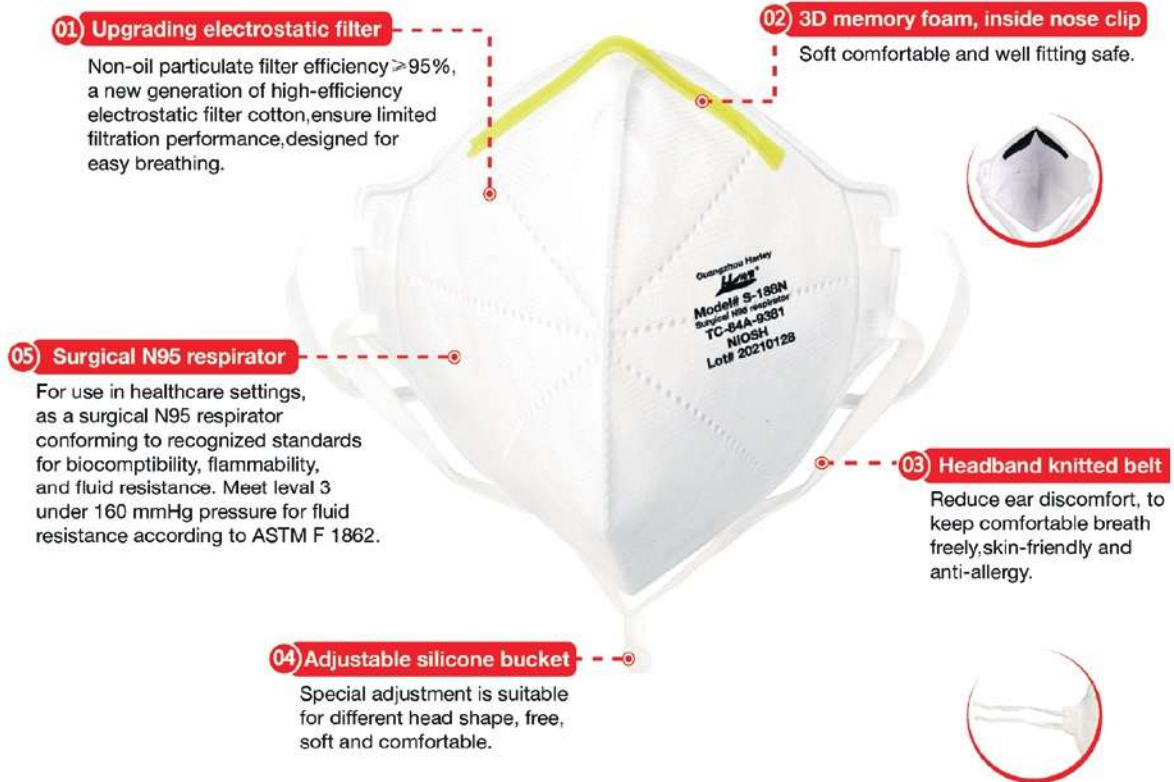 01 Upgrading electrostatic filter
Non-oil particulate filter efficiency≥95%,
a new generation of high-efficiency
electrostatic filter cotton,ensure limited
filtration performance,designed for
easy breathing.
02 3D memory foam, inside nose clip
Soft comfortable and well fitting safe.
Guangzhou Harley
Model# S-188N
Surgical N95 respirator
TC-84A-9381
NIOSH
Lot# 20210128
05 Surgical N95 respirator
For use in healthcare settings,
as a surgical N95 respirator
conforming to recognized standards
for biocomptibility, flammability,
and fluid resistance. Meet leval 3
under 160 mmHg pressure for fluid
resistance according to ASTM F 1862.
03 Headband knitted belt
Reduce ear discomfort, to
keep comfortable breath
freely,skin-friendly and
anti-allergy.
04 Adjustable silicone bucket
Special adjustment is suitable
for different head shape, free,
soft and comfortable.